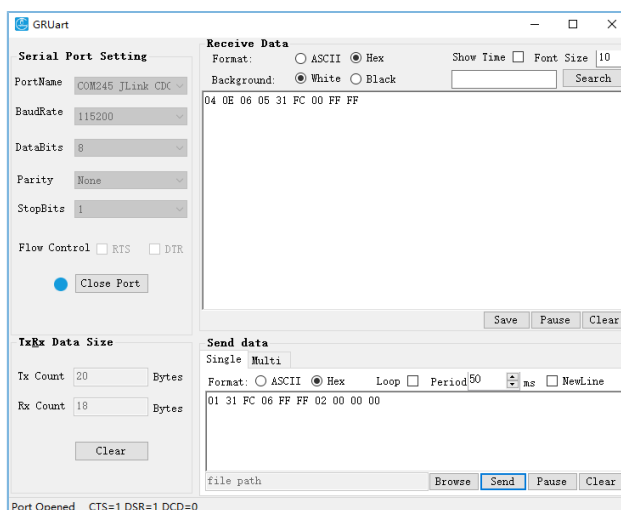 GRUart
Serial Port Setting
PortName COM245 JLink CDC
BaudRate 115200
DataBits 8
Parity None
StopBits 1
Flow Control RTS DTR
Close Port
Receive Data
Format: ASCII Hex Show Time Font Size 10
Background: White Black Search
04 0E 06 05 31 FC 00 FF FF
Save Pause Clear
TxRx Data Size
Tx Count 20 Bytes
Rx Count 18 Bytes
Clear
Send data
Single Multi
Format: ASCII Hex Loop Period 50 ms NewLine
01 31 FC 06 FF FF 02 00 00 00
file path Browse Send Pause Clear
Port Opened CTS=1 DSR=1 DCD=0